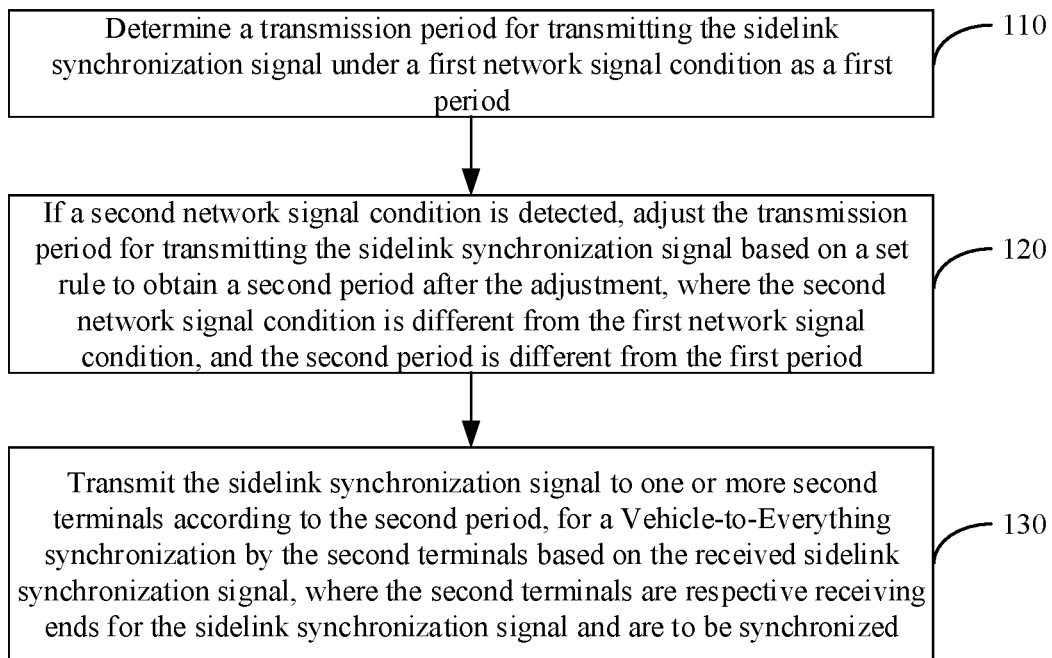 Determine a transmission period for transmitting the sidelink
synchronization signal under a first network signal condition as a first
period
110
If a second network signal condition is detected, adjust the transmission
period for transmitting the sidelink synchronization signal based on a set
rule to obtain a second period after the adjustment, where the second
network signal condition is different from the first network signal
condition, and the second period is different from the first period
120
Transmit the sidelink synchronization signal to one or more second
terminals according to the second period, for a Vehicle-to-Everything
synchronization by the second terminals based on the received sidelink
synchronization signal, where the second terminals are respective receiving
ends for the sidelink synchronization signal and are to be synchronized
130